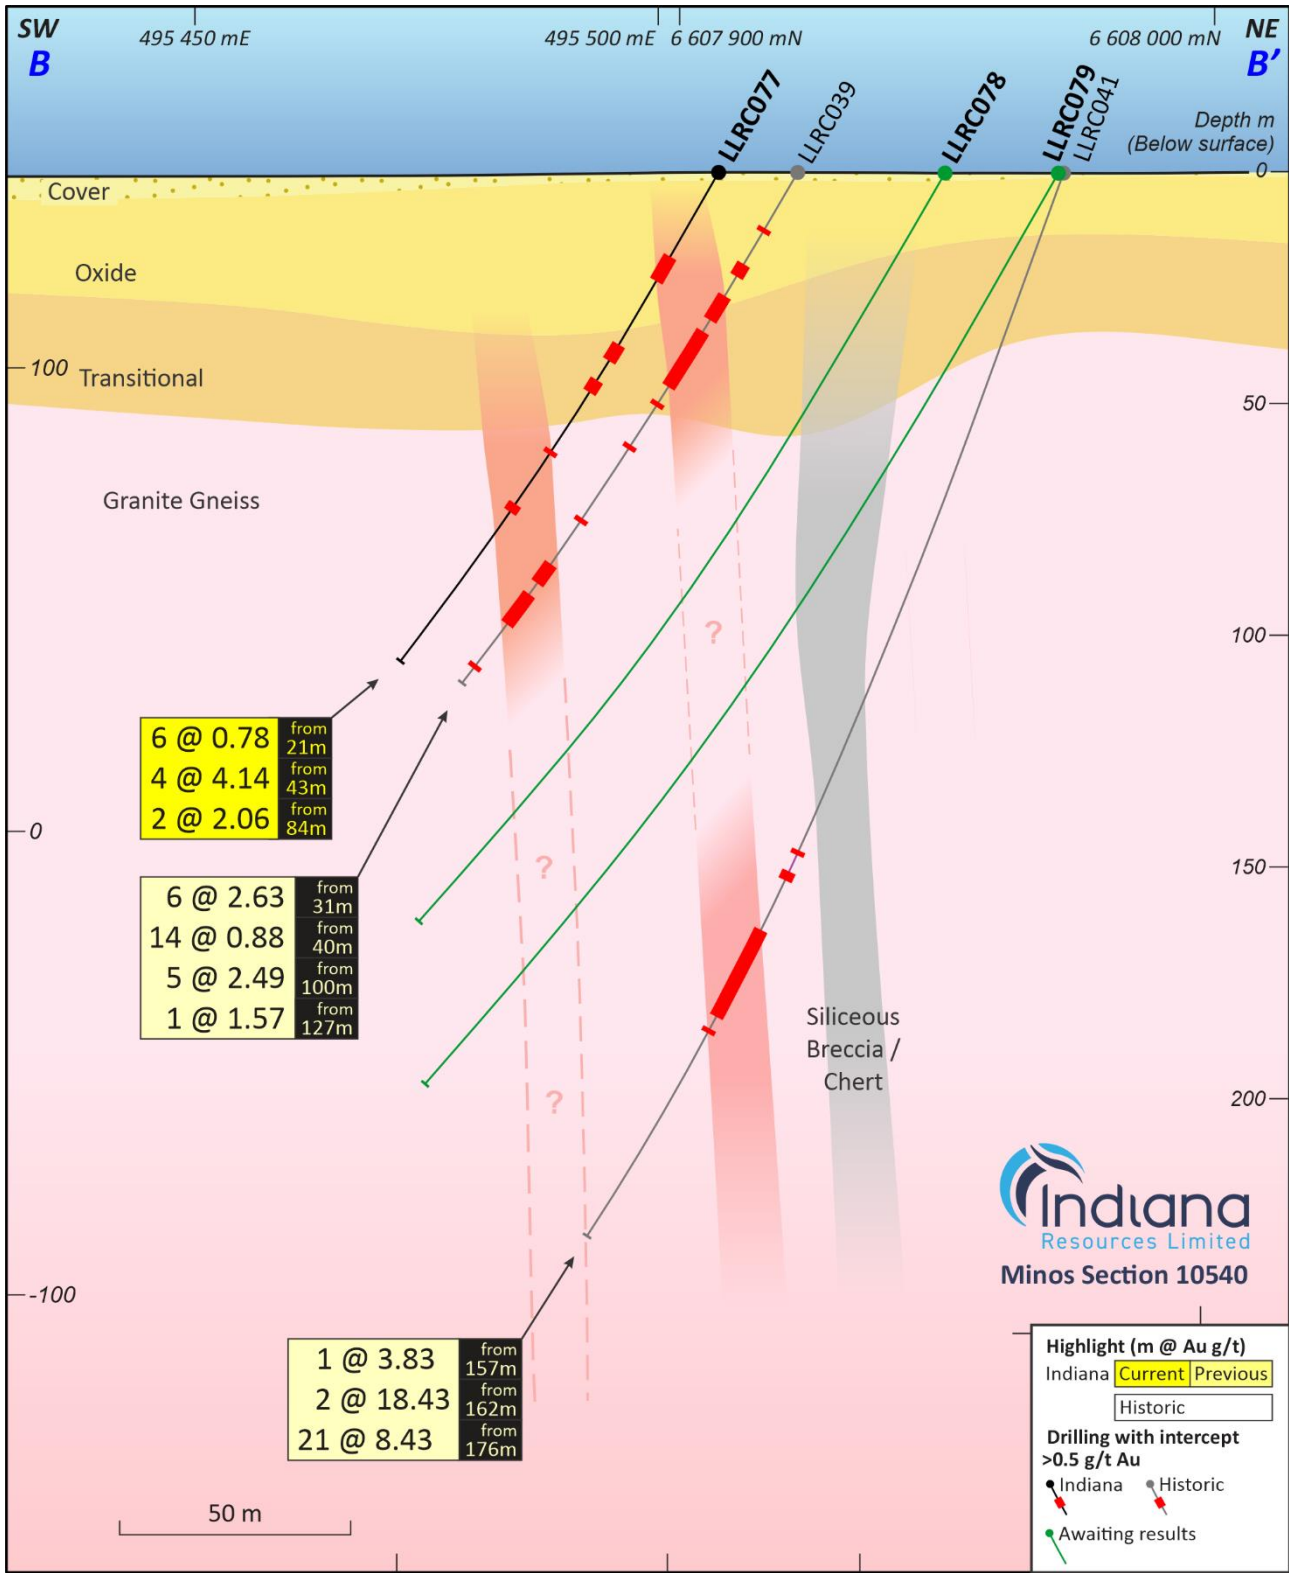 SW
B
495 450 mE
495 500 mE
6 607 900 mN
6 608 000 mN
NE
B'
LLRC077
LLRC039
LLRC078
LLRC079
LLRC041
Depth m
(Below surface)
0
Cover
Oxide
100
Transitional
50
Granite Gneiss
?
100
6 @ 0.78 from 21m
4 @ 4.14 from 43m
2 @ 2.06 from 84m
0
?
150
6 @ 2.63 from 31m
14 @ 0.88 from 40m
5 @ 2.49 from 100m
1 @ 1.57 from 127m
Siliceous
Breccia /
Chert
?
200
Indiana
Resources Limited
Minos Section 10540
-100
1 @ 3.83 from 157m
2 @ 18.43 from 162m
21 @ 8.43 from 176m
50 m
Highlight (m @ Au g/t)
Indiana Current Previous
Historic
Drilling with intercept
>0.5 g/t Au
Indiana Historic
Awaiting results